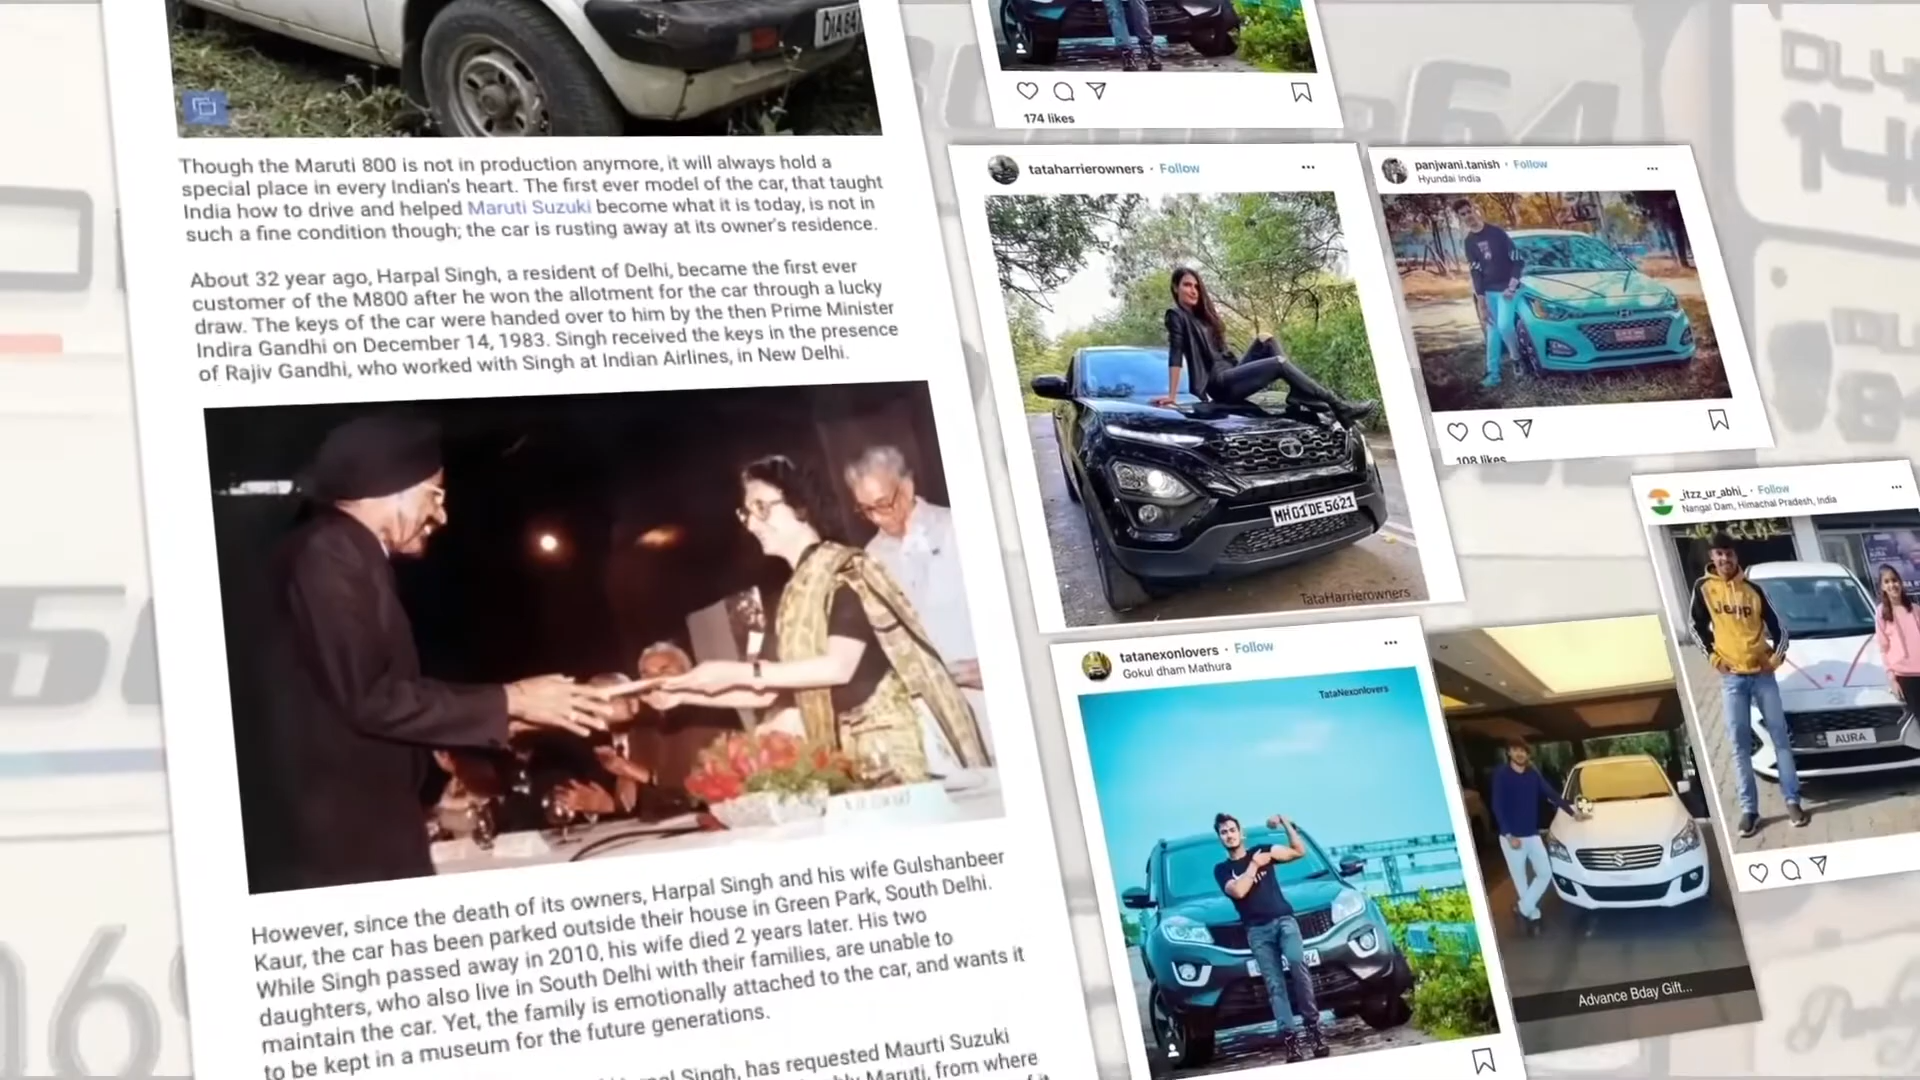 DIA 64
Though the Maruti 800 is not in production anymore, it will always hold a
special place in every Indian's heart. The first ever model of the car, that taught
India how to drive and helped Maruti Suzuki become what it is today, is not in
such a fine condition though; the car is rusting away at its owner's residence.
About 32 year ago, Harpal Singh, a resident of Delhi, became the first ever
customer of the M800 after he won the allotment for the car through a lucky
draw. The keys of the car were handed over to him by the then Prime Minister
Indira Gandhi on December 14, 1983. Singh received the keys in the presence
of Rajiv Gandhi, who worked with Singh at Indian Airlines, in New Delhi.
However, since the death of its owners, Harpal Singh and his wife Gulshanbeer
Kaur, the car has been parked outside their house in Green Park, South Delhi.
While Singh passed away in 2010, his wife died 2 years later. His two
daughters, who also live in South Delhi with their families, are unable to
maintain the car. Yet, the family is emotionally attached to the car, and wants it
to be kept in a museum for the future generations.
Singh, has requested Maurti Suzuki
Maruti, from where
174 likes
tataharrierowners · Follow
MH01DE5621
TataHarrierowners
panjwani.tanish · Follow
Hyundai India
108 likes
_itzz_ur_abhi_ · Follow
Nangal Dam, Himachal Pradesh, India
Jeep
AURA
tatanexonlovers · Follow
Gokul dham Mathura
TataNexonlovers
Advance Bday Gift...